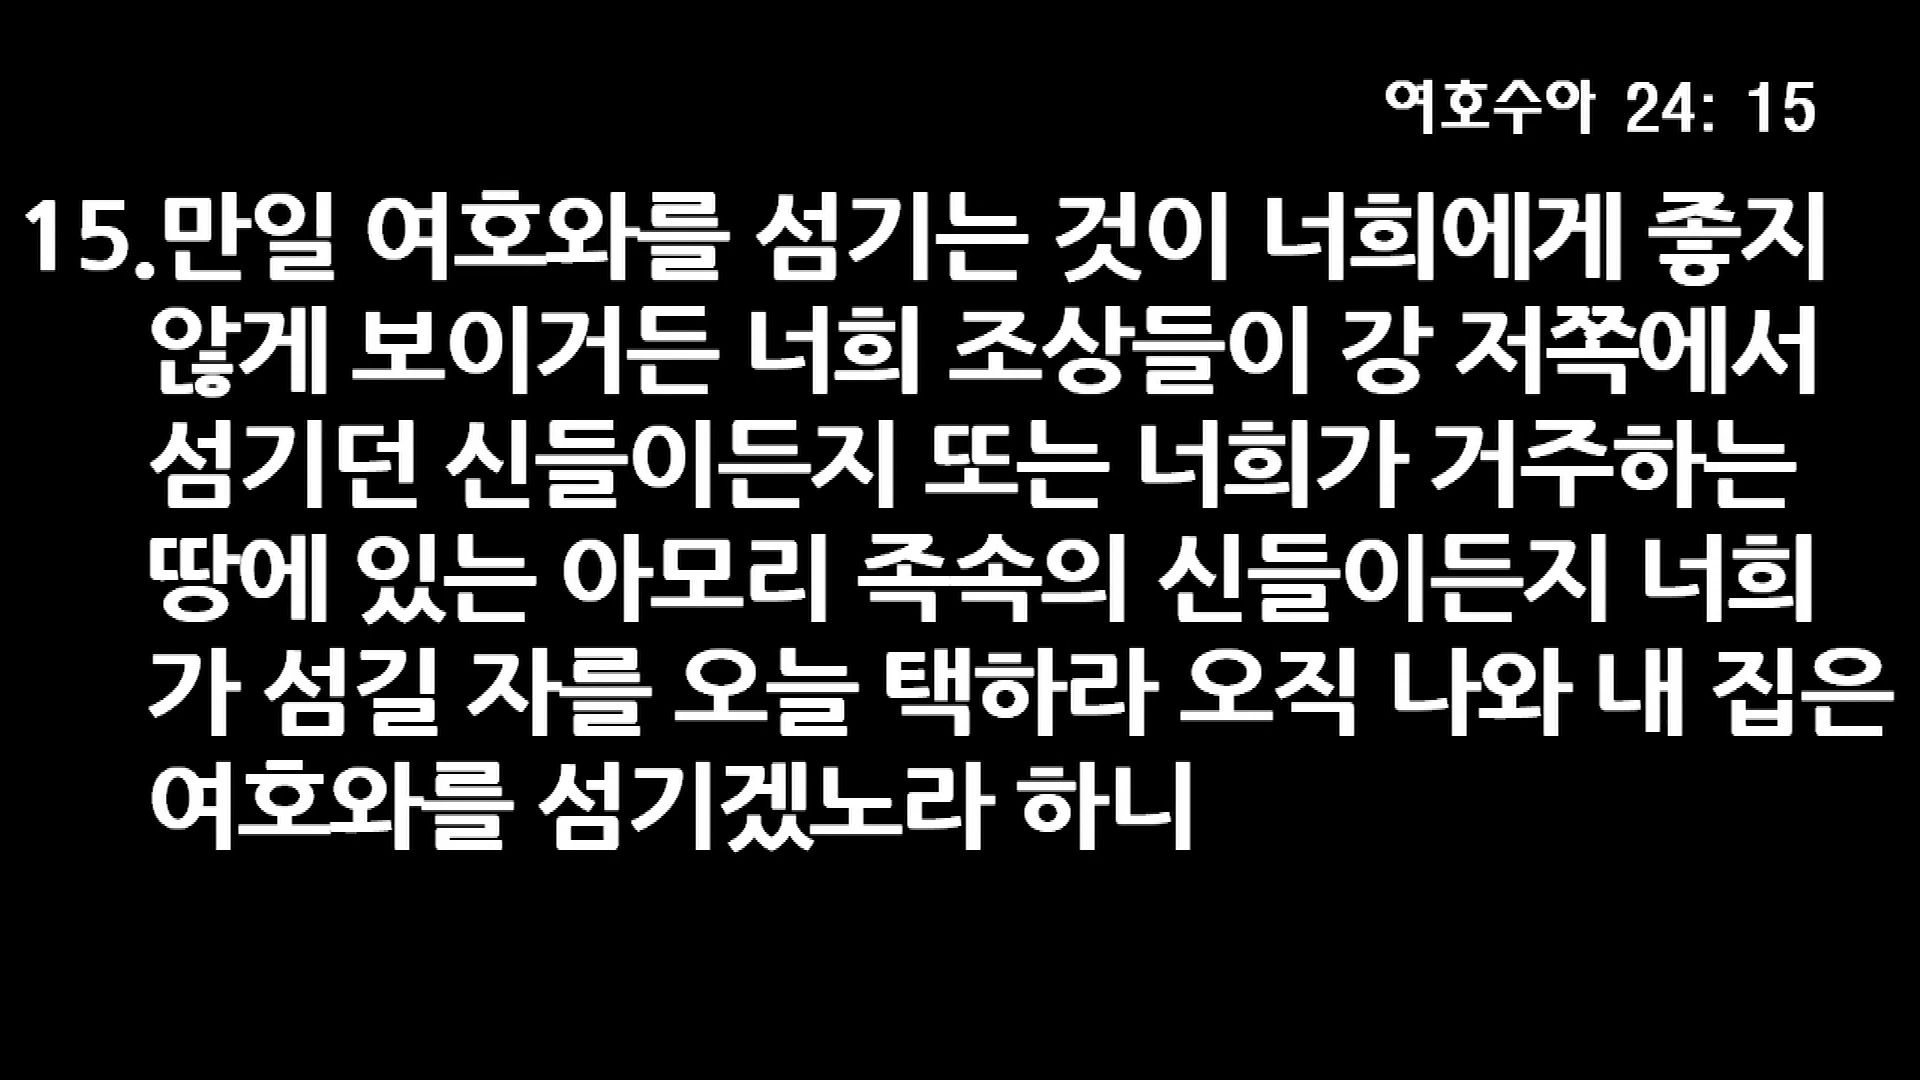 여호수아 24: 15
15.만일 여호와를 섬기는 것이 너희에게 좋지
않게 보이거든 너희 조상들이 강 저쪽에서
섬기던 신들이든지 또는 너희가 거주하는
땅에 있는 아모리 족속의 신들이든지 너희
가 섬길 자를 오늘 택하라 오직 나와 내 집은
여호와를 섬기겠노라 하니